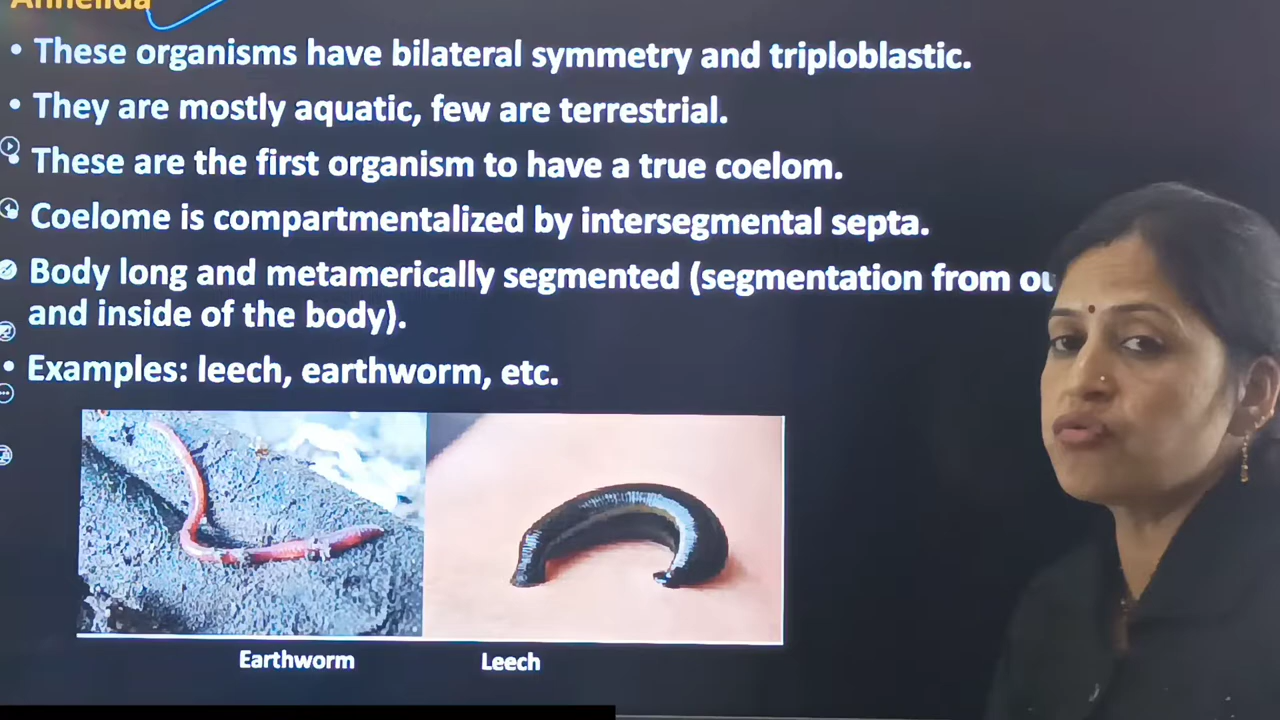 Annelida
• These organisms have bilateral symmetry and triploblastic.
• They are mostly aquatic, few are terrestrial.
• These are the first organism to have a true coelom.
Coelome is compartmentalized by intersegmental septa.
Body long and metamerically segmented (segmentation from
and inside of the body).
• Examples: leech, earthworm, etc.
Earthworm
Leech